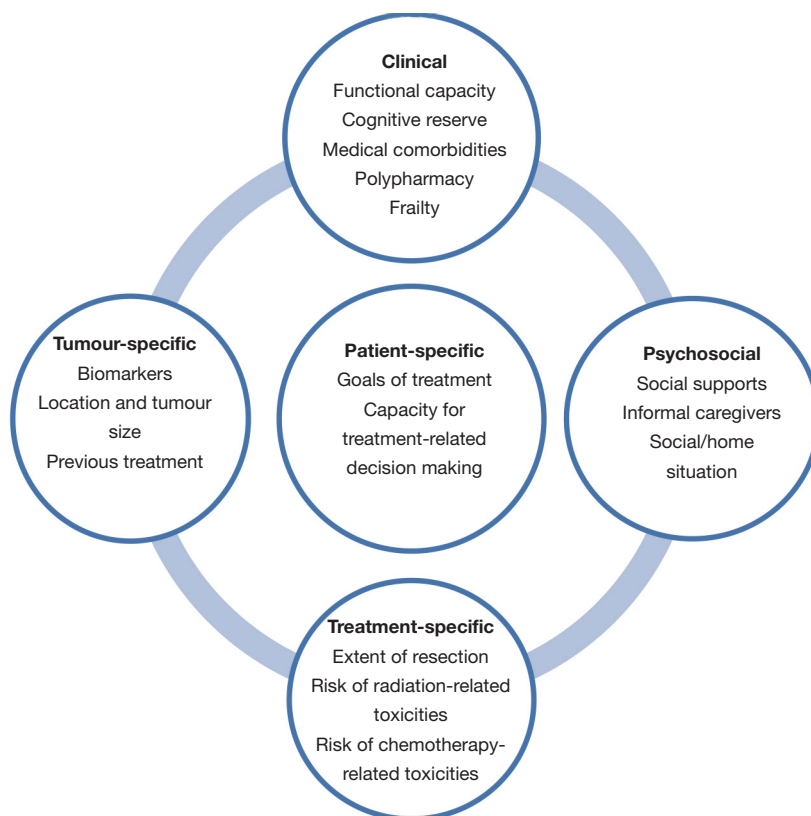 Clinical
Functional capacity
Cognitive reserve
Medical comorbidities
Polypharmacy
Frailty
Tumour-specific
Biomarkers
Location and tumour
size
Previous treatment
Patient-specific
Goals of treatment
Capacity for
treatment-related
decision making
Psychosocial
Social supports
Informal caregivers
Social/home
situation
Treatment-specific
Extent of resection
Risk of radiation-related
toxicities
Risk of chemotherapy-
related toxicities